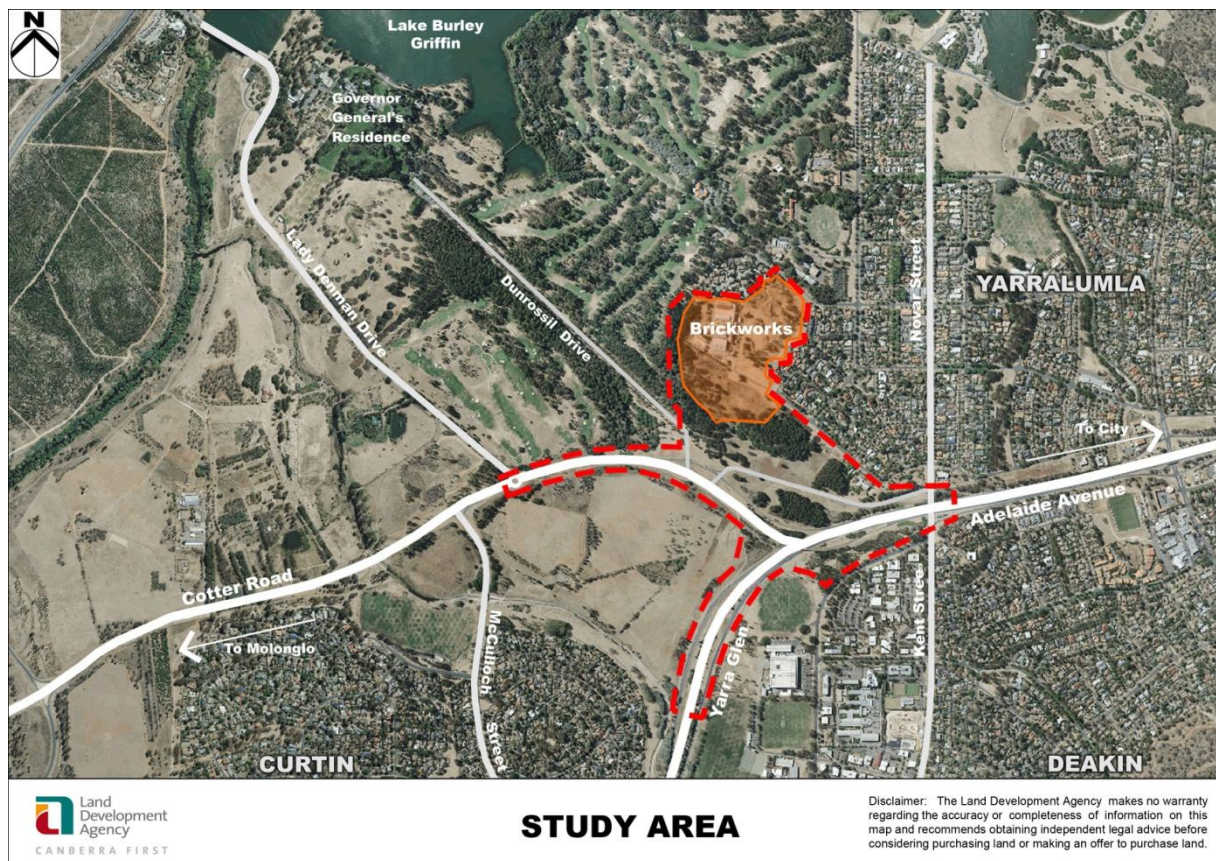 N
Lake Burley
Griffin
Governor
General's
Residence
Lady Denman Drive
Dunrossil Drive
Brickworks
Novar Street
YARRALUMLA
To City
Adelaide Avenue
Cotter Road
To Molonglo
McCulloch
Street
Yarra Glen
Kent Street
CURTIN
DEAKIN
Land
Development
Agency
CANBERRA FIRST
STUDY AREA
Disclaimer: The Land Development Agency makes no warranty
regarding the accuracy or completeness of information on this
map and recommends obtaining independent legal advice before
considering purchasing land or making an offer to purchase land.